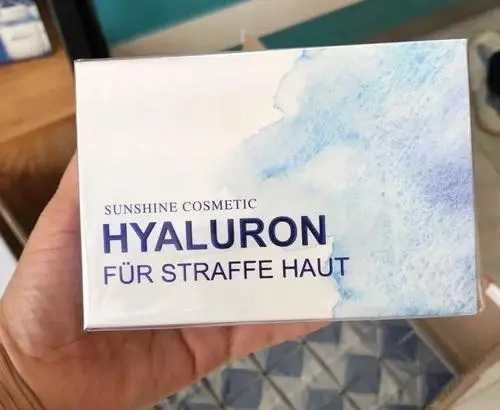 SUNSHINE COSMETIC
HYALURON
FÜR STRAFFE HAUT